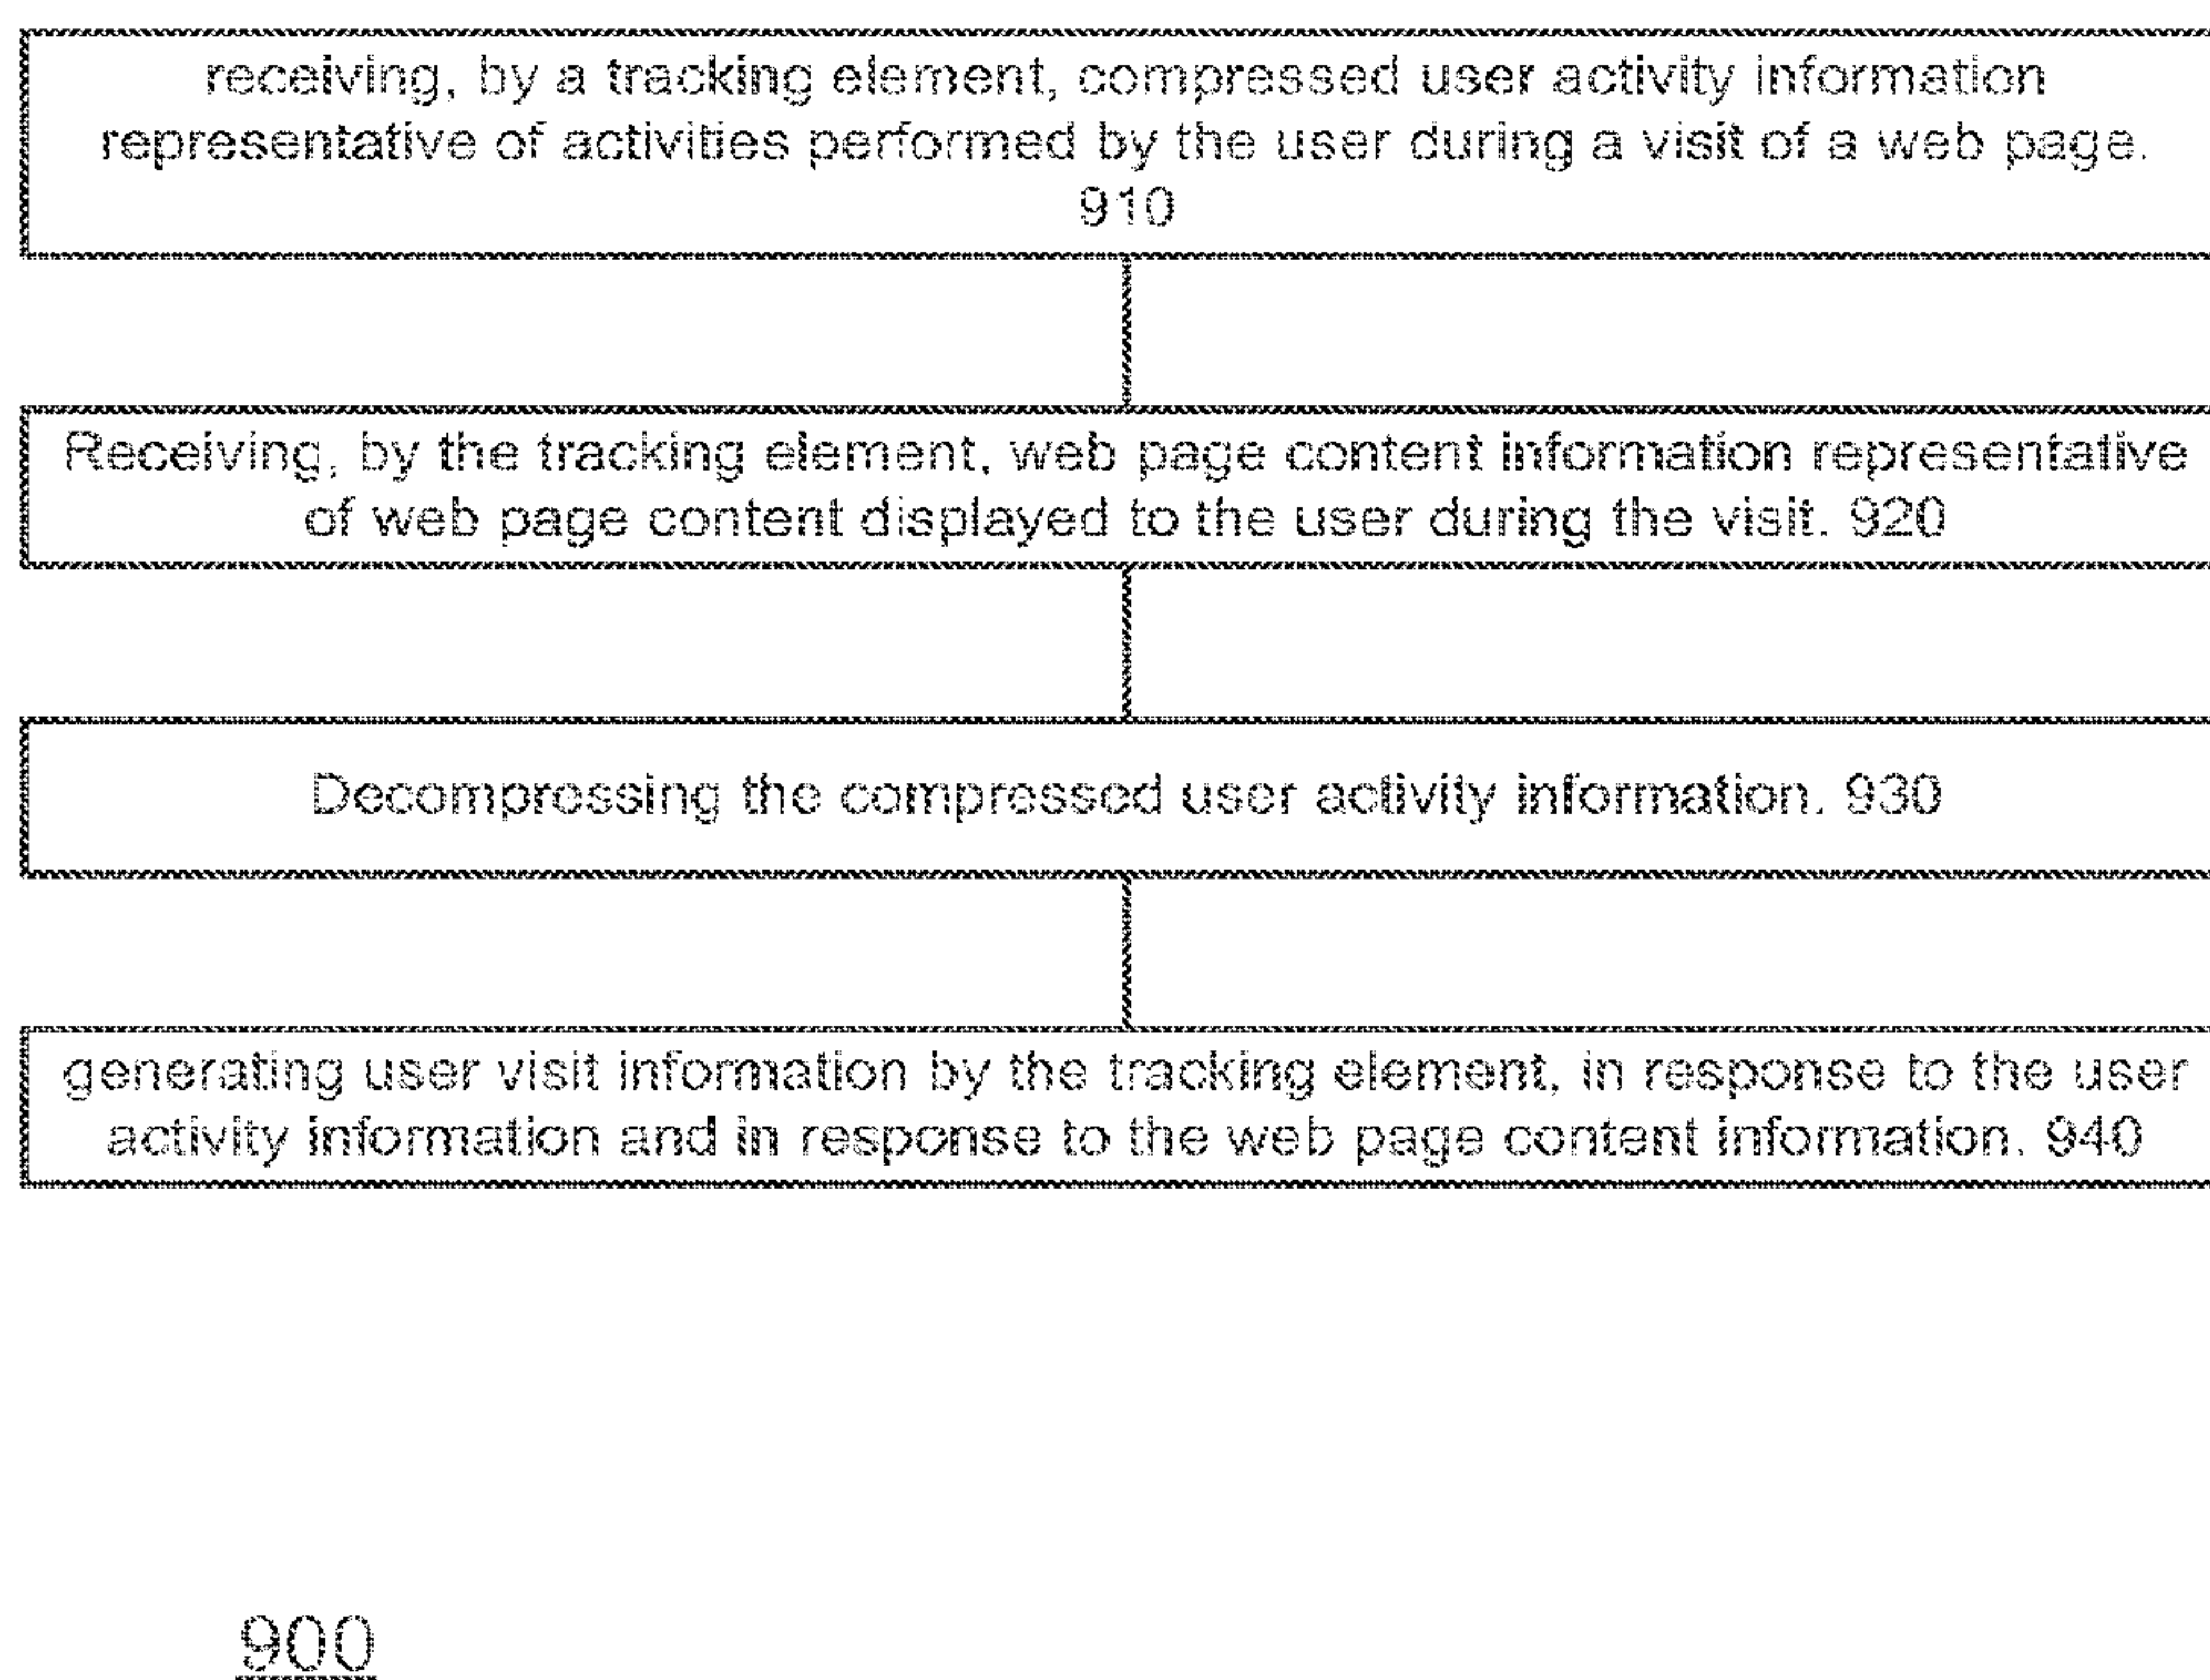 receiving, by a tracking element, compressed user activity information
representative of activities performed by the user during a visit of a web page.
910
Receiving, by the tracking element, web page content information representative
of web page content displayed to the user during the visit. 920
Decompressing the compressed user activity information. 930
generating user visit information by the tracking element, in response to the user
activity information and in response to the web page content information. 940
900